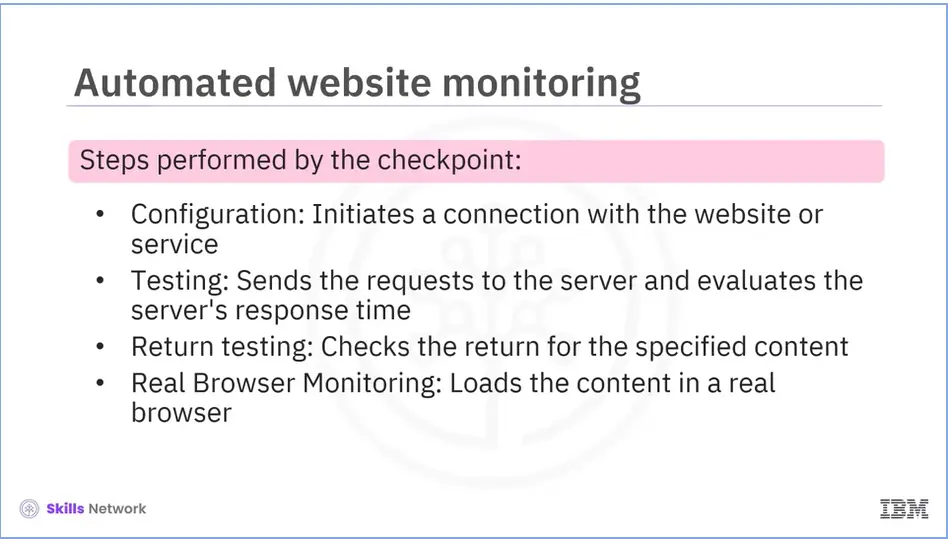 Automated website monitoring
Steps performed by the checkpoint:
• Configuration: Initiates a connection with the website or
service
• Testing: Sends the requests to the server and evaluates the
server's response time
• Return testing: Checks the return for the specified content
• Real Browser Monitoring: Loads the content in a real
browser
Skills Network
IBM